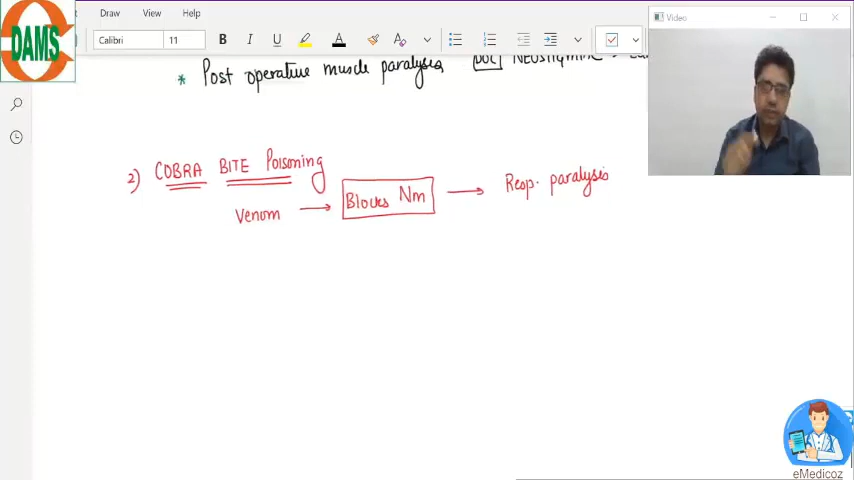 DAMS
Draw View Help
Video
Calibri 11 B I U A
* Post operative muscle paralysis DOC NEOSTIGMINE
2) COBRA BITE Poisoning
Venom → Blocks Nm → Resp. paralysis
eMedicoz